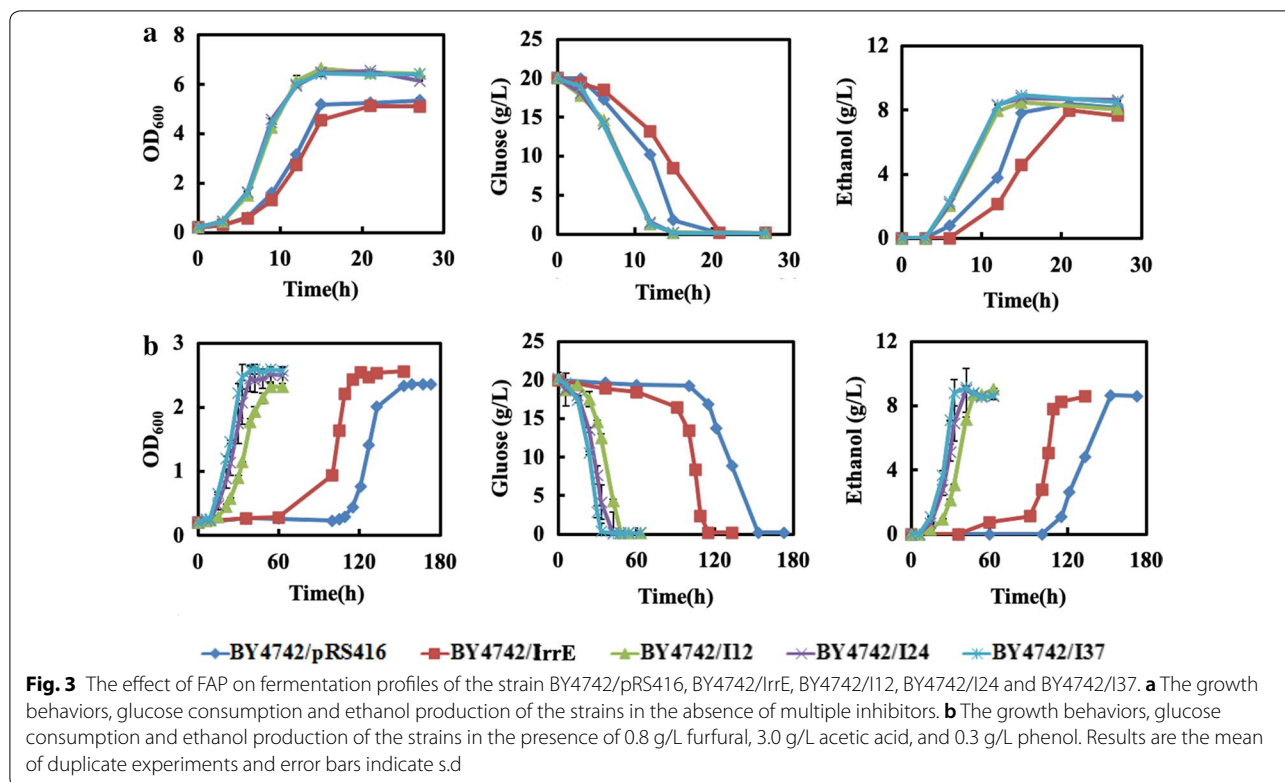 a
OD600
8
6
4
2
0
0 10 20 30
Time(h)
Glucose (g/L)
25
20
15
10
5
0
0 10 20 30
Time(h)
Ethanol (g/L)
12
8
4
0
0 10 20 30
Time(h)
b
OD600
3
2
1
0
0 60 120 180
Time(h)
Glucose (g/L)
25
20
15
10
5
0
0 60 120 180
Time(h)
Ethanol (g/L)
12
8
4
0
0 60 120 180
Time(h)
BY4742/pRS416 BY4742/IrrE BY4742/I12 BY4742/I24 BY4742/I37
Fig. 3 The effect of FAP on fermentation profiles of the strain BY4742/pRS416, BY4742/IrrE, BY4742/I12, BY4742/I24 and BY4742/I37. a The growth
behaviors, glucose consumption and ethanol production of the strains in the absence of multiple inhibitors. b The growth behaviors, glucose
consumption and ethanol production of the strains in the presence of 0.8 g/L furfural, 3.0 g/L acetic acid, and 0.3 g/L phenol. Results are the mean
of duplicate experiments and error bars indicate s.d